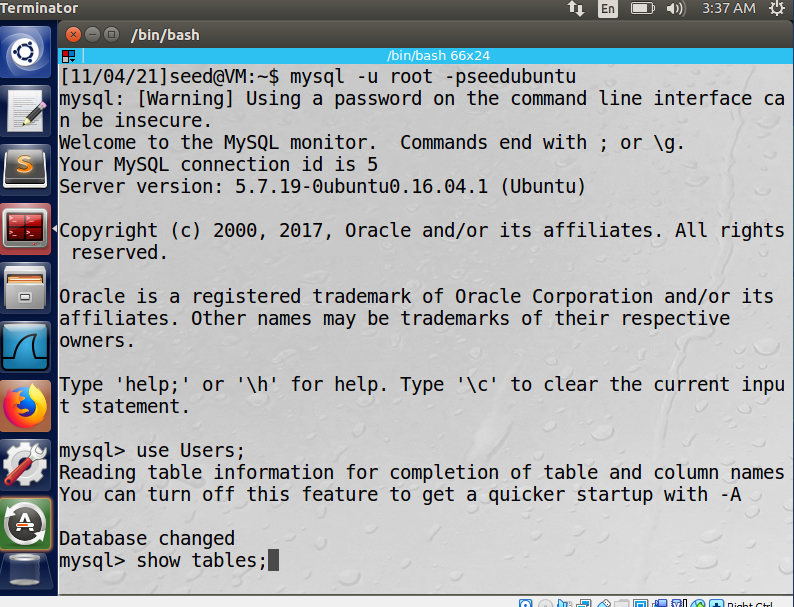 Terminator
En
3:37 AM
/bin/bash
/bin/bash 66x24
[11/04/21]seed@VM:~$ mysql -u root -pseedubuntu
mysql: [Warning] Using a password on the command line interface ca
n be insecure.
Welcome to the MySQL monitor.  Commands end with ; or \g.
Your MySQL connection id is 5
Server version: 5.7.19-0ubuntu0.16.04.1 (Ubuntu)
Copyright (c) 2000, 2017, Oracle and/or its affiliates. All rights
 reserved.
Oracle is a registered trademark of Oracle Corporation and/or its
affiliates. Other names may be trademarks of their respective
owners.
Type 'help;' or '\h' for help. Type '\c' to clear the current inpu
t statement.
mysql> use Users;
Reading table information for completion of table and column names
You can turn off this feature to get a quicker startup with -A
Database changed
mysql> show tables;
Right Ctrl